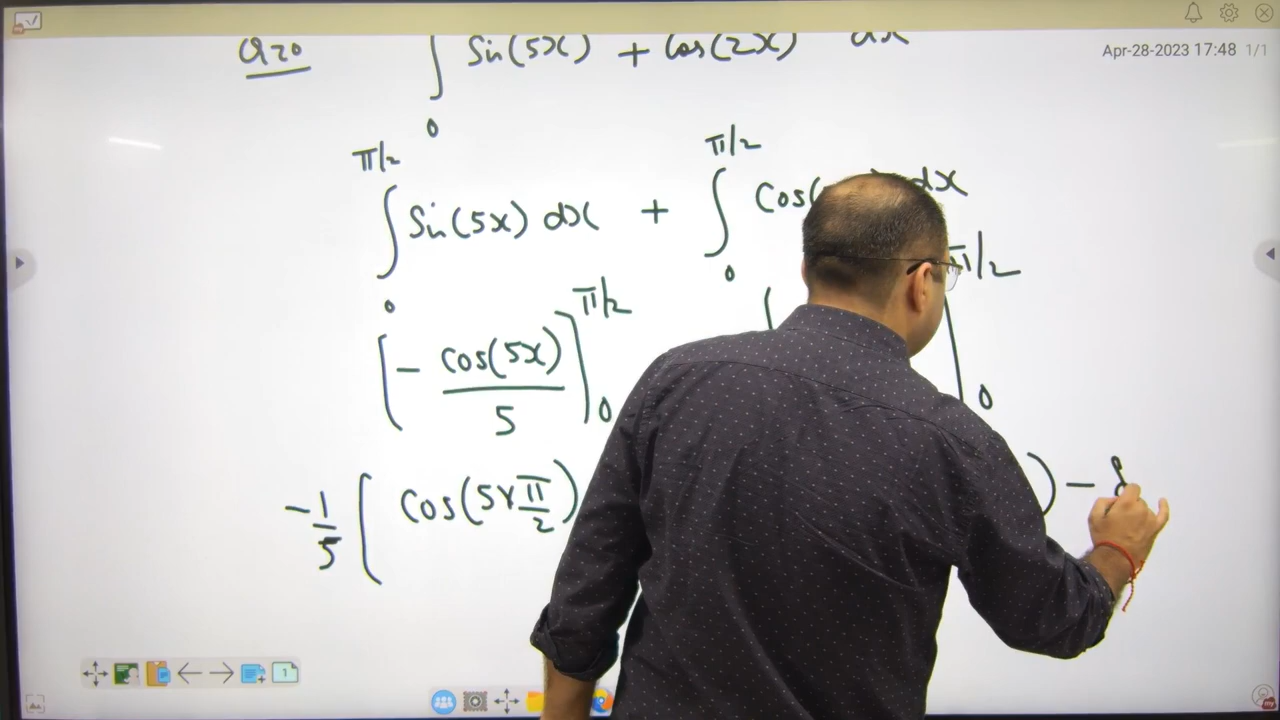 Apr-28-2023 17:48 1/1
Q20 ∫ Sin(5x) + Cos(2x) dx
0
π/2 π/2
∫ Sin(5x) dx + ∫ Cos( dx
0 0
[- Cos(5x)/5] π/2 0 π/2 0
-1/5 [ Cos(5×π/2) ) -
1